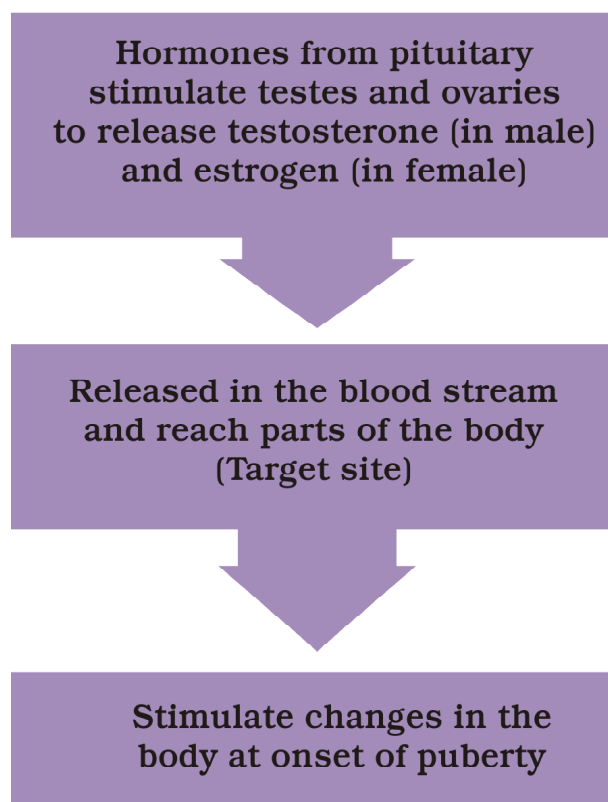 Hormones from pituitary
stimulate testes and ovaries
to release testosterone (in male)
and estrogen (in female)
Released in the blood stream
and reach parts of the body
(Target site)
Stimulate changes in the
body at onset of puberty